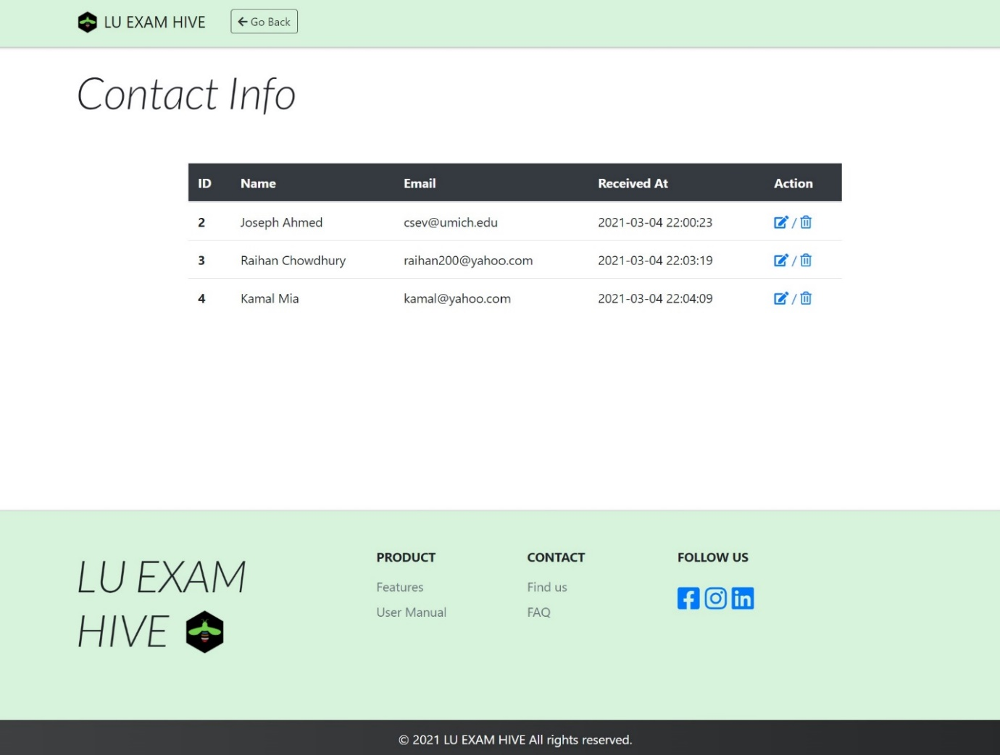 LU EXAM HIVE Go Back
Contact Info
ID Name Email Received At Action
2 Joseph Ahmed csev@umich.edu 2021-03-04 22:00:23 /
3 Raihan Chowdhury raihan200@yahoo.com 2021-03-04 22:03:19 /
4 Kamal Mia kamal@yahoo.com 2021-03-04 22:04:09 /
LU EXAM
HIVE
PRODUCT
Features
User Manual
CONTACT
Find us
FAQ
FOLLOW US
© 2021 LU EXAM HIVE All rights reserved.